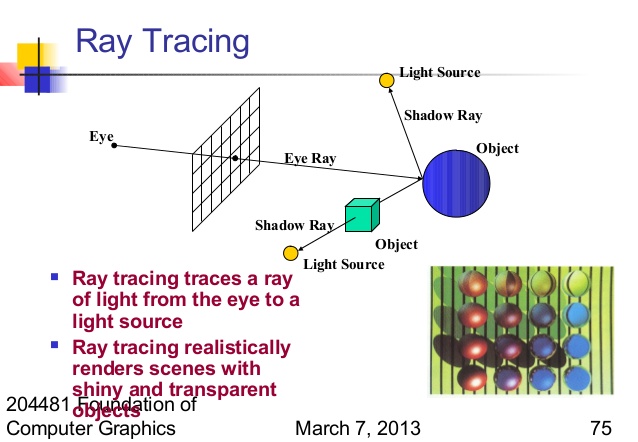 Ray Tracing
Light Source
Shadow Ray
Eye
Object
Eye Ray
Shadow Ray
Object
Light Source
Ray tracing traces a ray
of light from the eye to a
light source
Ray tracing realistically
renders scenes with
shiny and transparent
objects
204481 Foundation of
Computer Graphics
March 7, 2013
75